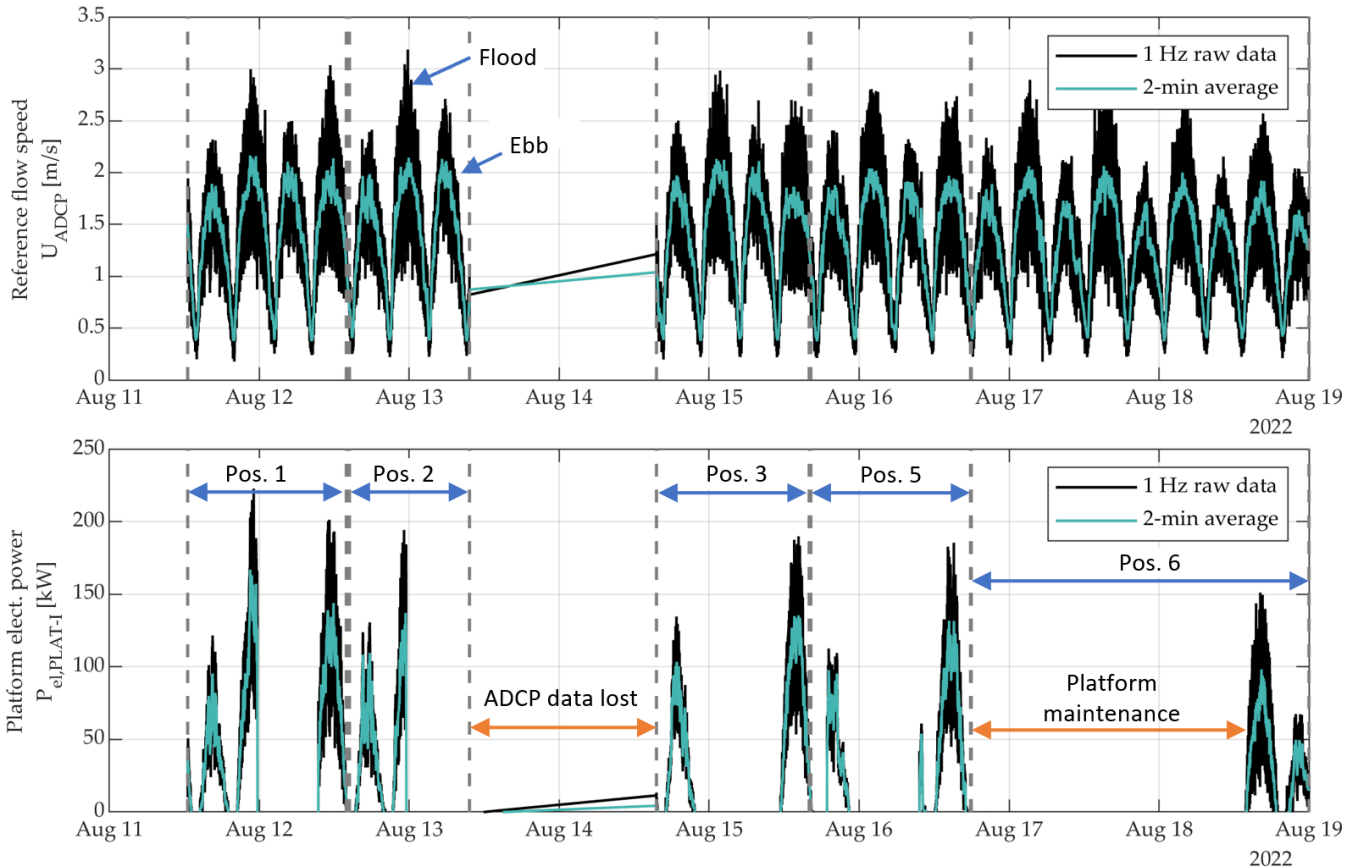 3.5
3
2.5
2
1.5
1
0.5
0
Reference flow speed
U_ADCP [m/s]
Flood
Ebb
1 Hz raw data
2-min average
Aug 11
Aug 12
Aug 13
Aug 14
Aug 15
Aug 16
Aug 17
Aug 18
Aug 19
2022
250
200
150
100
50
0
Platform elect. power
P_el,PLAT-I [kW]
Pos. 1
Pos. 2
Pos. 3
Pos. 5
1 Hz raw data
2-min average
Pos. 6
ADCP data lost
Platform
maintenance
Aug 11
Aug 12
Aug 13
Aug 14
Aug 15
Aug 16
Aug 17
Aug 18
Aug 19
2022